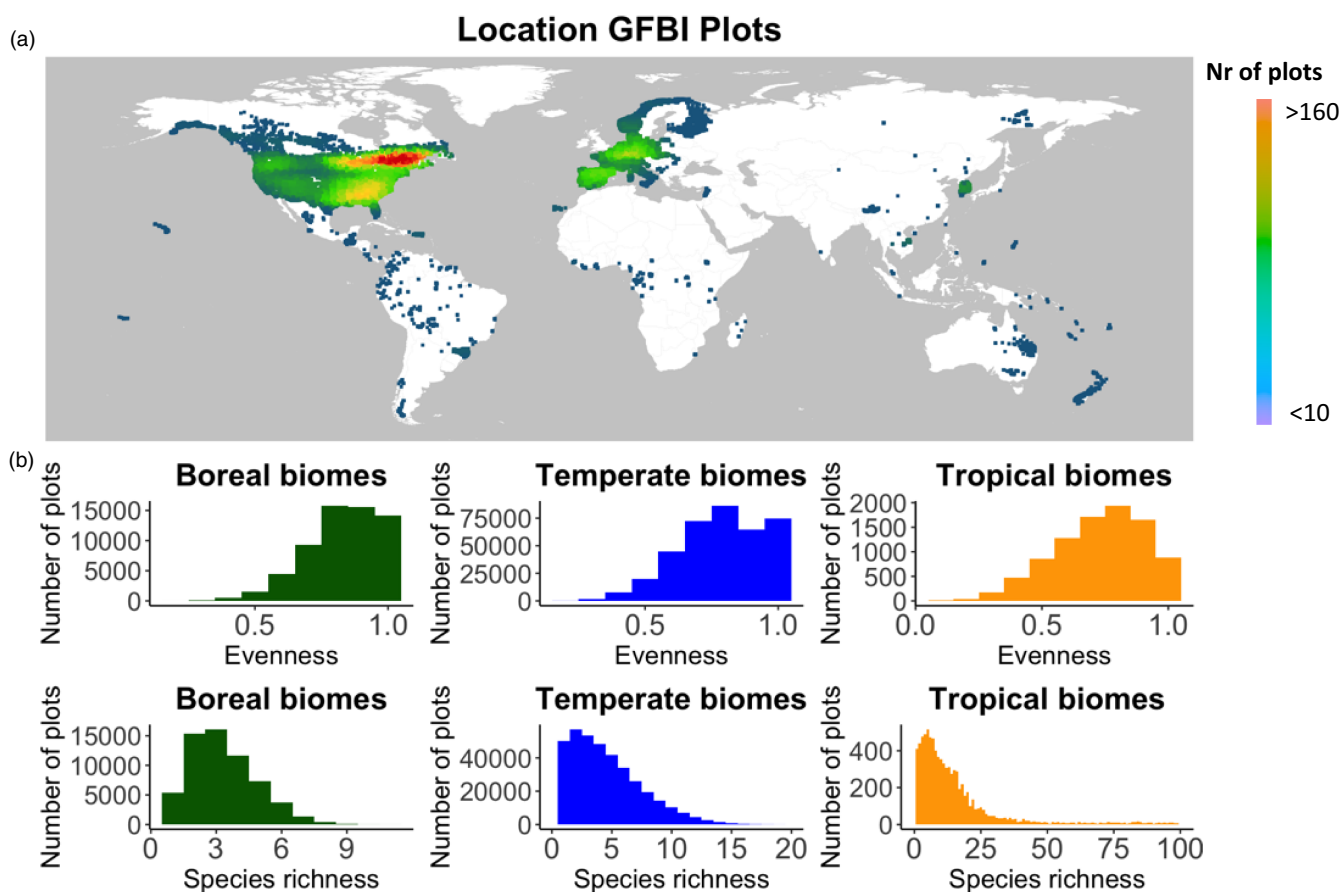 (a)
Location GFBI Plots
Nr of plots
>160
<10
(b)
Boreal biomes
Number of plots
15000
10000
5000
0
0.5
1.0
Evenness
Temperate biomes
Number of plots
75000
50000
25000
0
0.5
1.0
Evenness
Tropical biomes
Number of plots
2000
1500
1000
500
0
0.0
0.5
1.0
Evenness
Boreal biomes
Number of plots
15000
10000
5000
0
0
3
6
9
Species richness
Temperate biomes
Number of plots
40000
20000
0
0
5
10
15
20
Species richness
Tropical biomes
Number of plots
400
200
0
0
25
50
75
100
Species richness